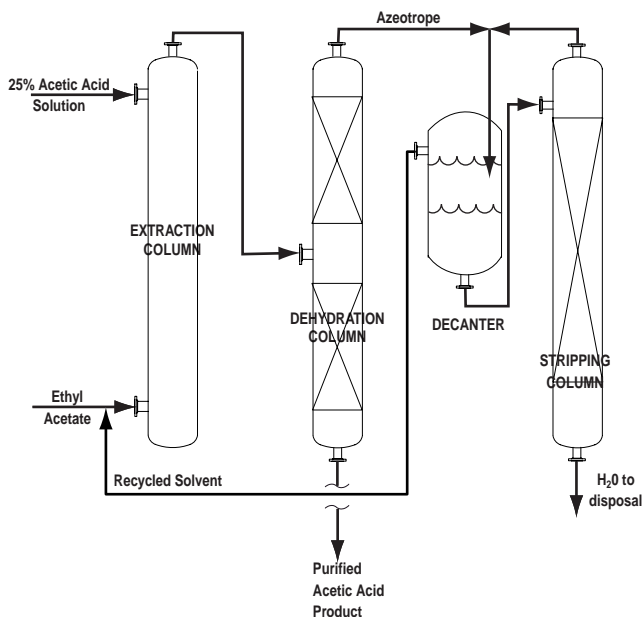 Azeotrope
25% Acetic Acid
Solution
EXTRACTION
COLUMN
DEHYDRATION
COLUMN
DECANTER
STRIPPING
COLUMN
Ethyl
Acetate
Recycled Solvent
H₂0 to
disposal
Purified
Acetic Acid
Product